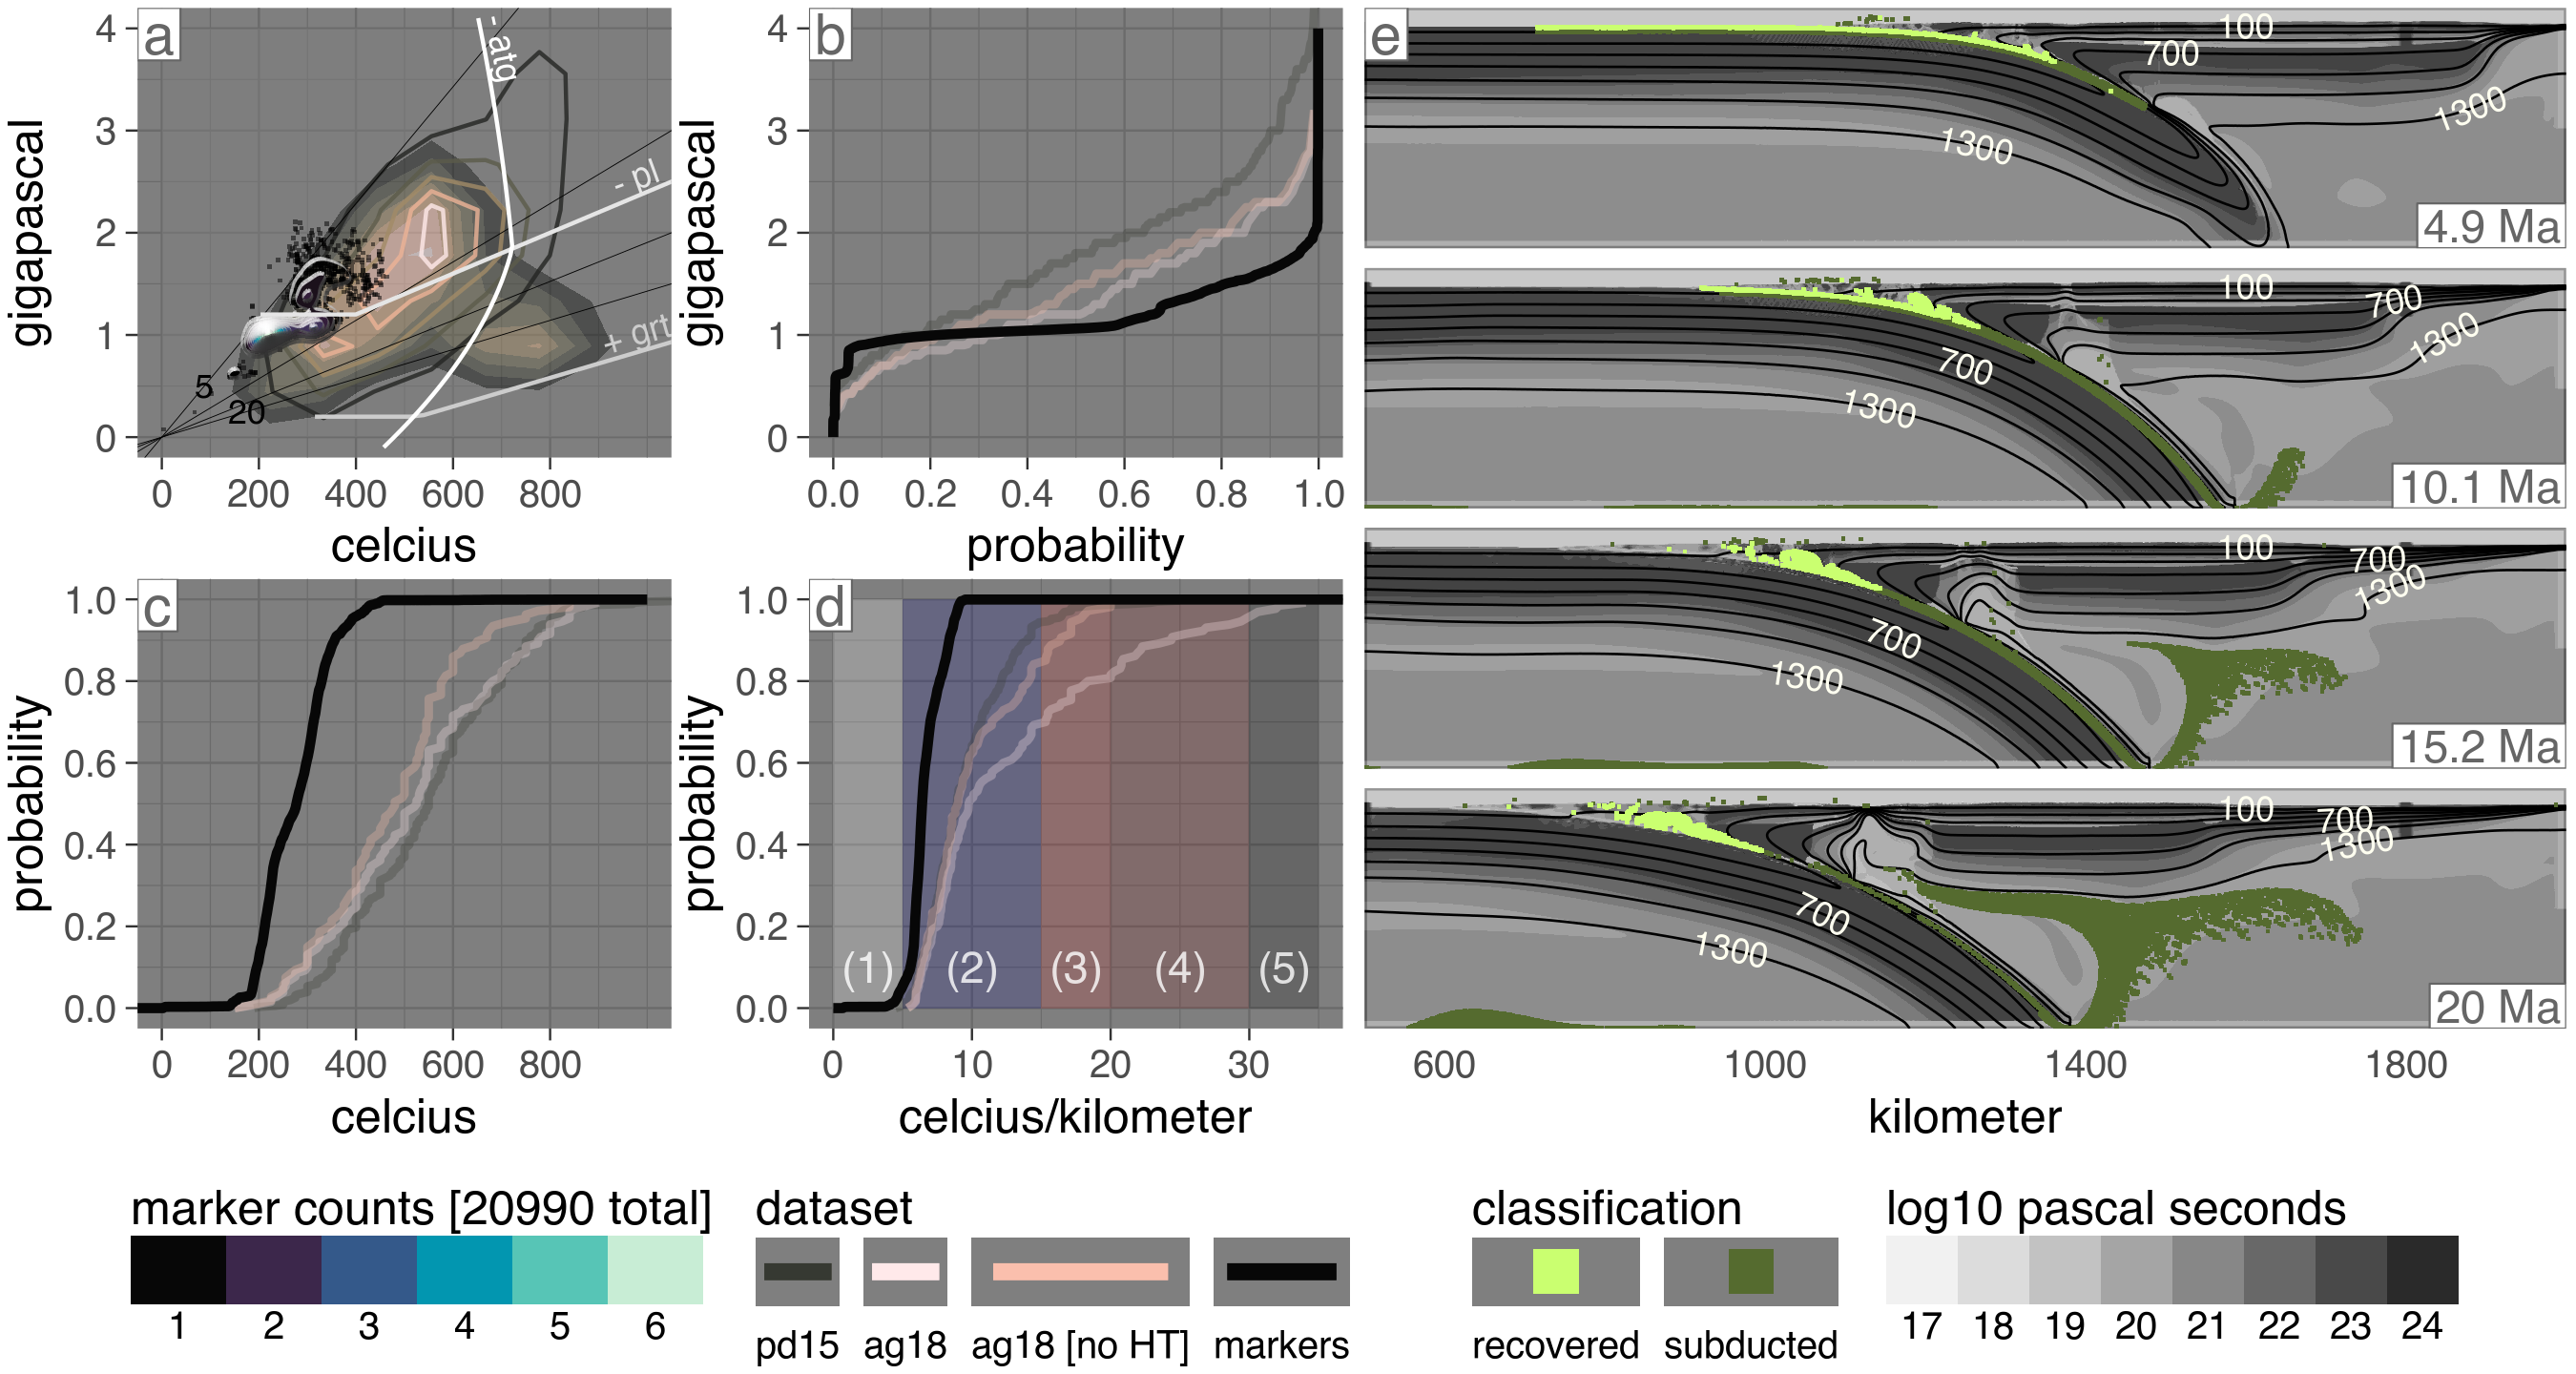 a
- atg
- pl
+ grt
5
20
4
3
2
1
0
gigapascal
0 200 400 600 800
celcius
b
4
3
2
1
0
gigapascal
0.0 0.2 0.4 0.6 0.8 1.0
probability
c
1.0
0.8
0.6
0.4
0.2
0.0
probability
0 200 400 600 800
celcius
d
1.0
0.8
0.6
0.4
0.2
0.0
probability
(1) (2) (3) (4) (5)
0 10 20 30
celcius/kilometer
e
100
700
1300
1300
4.9 Ma
100
700
1300
700
1300
10.1 Ma
100
700
1300
700
1300
15.2 Ma
100
700
1300
700
1300
20 Ma
600 1000 1400 1800
kilometer
marker counts [20990 total]
1 2 3 4 5 6
dataset
pd15 ag18 ag18 [no HT] markers
classification
recovered subducted
log10 pascal seconds
17 18 19 20 21 22 23 24